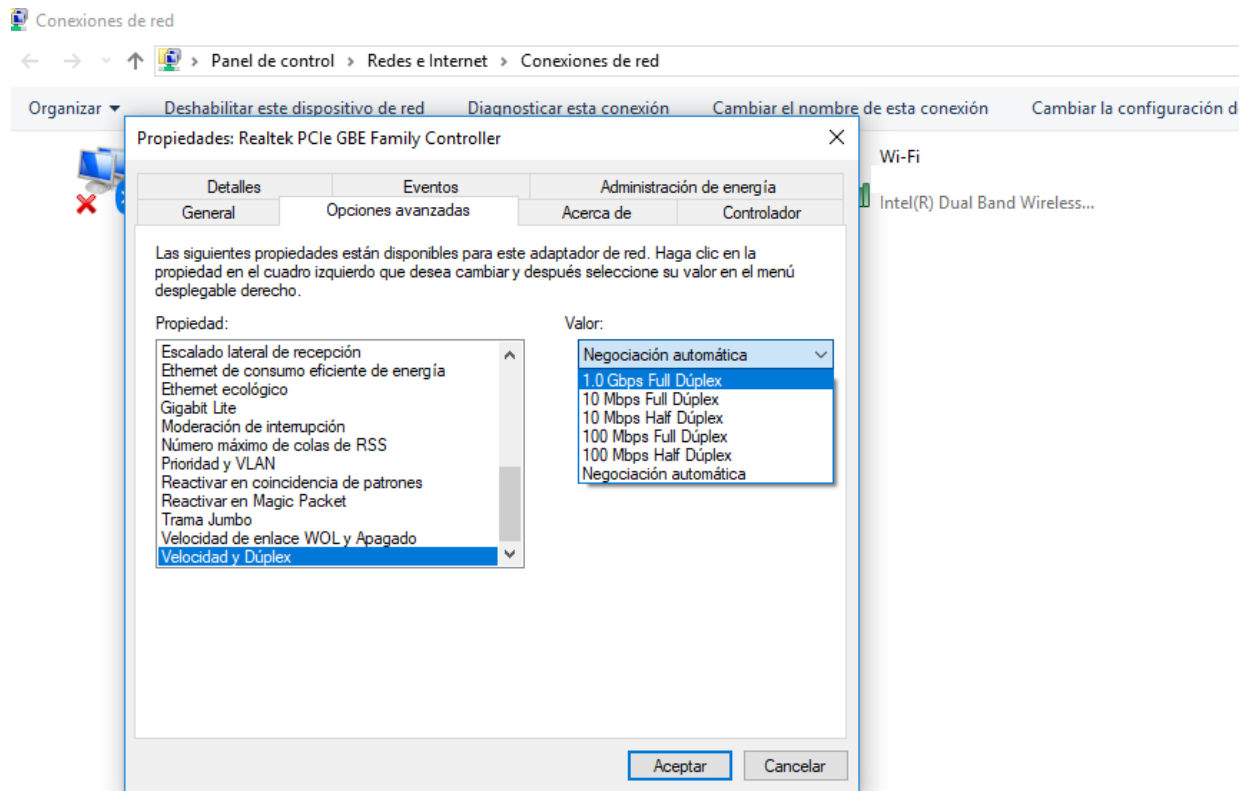 Conexiones de red
Panel de control > Redes e Internet > Conexiones de red
Organizar Deshabilitar este dispositivo de red Diagnosticar esta conexión Cambiar el nombre de esta conexión Cambiar la configuración d
Propiedades: Realtek PCIe GBE Family Controller
Wi-Fi
Intel(R) Dual Band Wireless...
Detalles Eventos Administración de energía
General Opciones avanzadas Acerca de Controlador
Las siguientes propiedades están disponibles para este adaptador de red. Haga clic en la
propiedad en el cuadro izquierdo que desea cambiar y después seleccione su valor en el menú
desplegable derecho.
Propiedad:
Escalado lateral de recepción
Ethernet de consumo eficiente de energía
Ethernet ecológico
Gigabit Lite
Moderación de interrupción
Número máximo de colas de RSS
Prioridad y VLAN
Reactivar en coincidencia de patrones
Reactivar en Magic Packet
Trama Jumbo
Velocidad de enlace WOL y Apagado
Velocidad y Dúplex
Valor:
Negociación automática
1.0 Gbps Full Dúplex
10 Mbps Full Dúplex
10 Mbps Half Dúplex
100 Mbps Full Dúplex
100 Mbps Half Dúplex
Negociación automática
Aceptar Cancelar